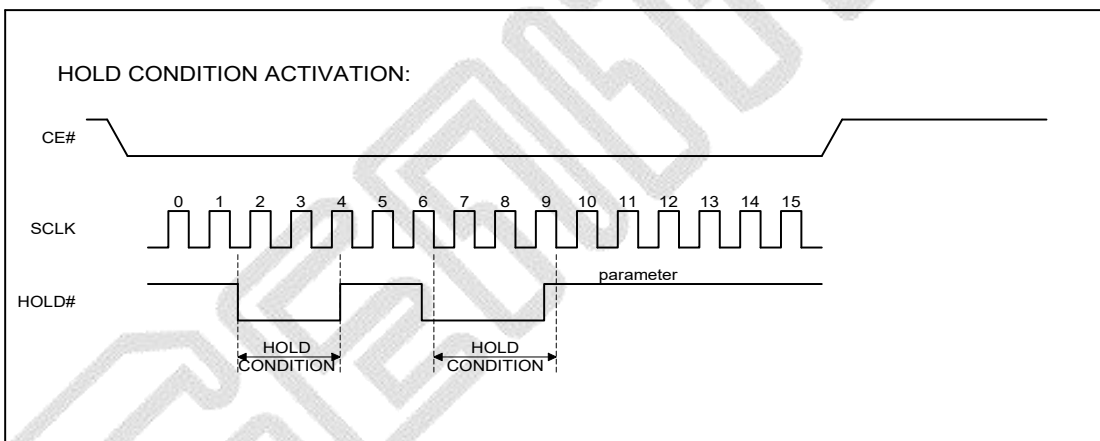 HOLD CONDITION ACTIVATION:
CE#
0 1 2 3 4 5 6 7 8 9 10 11 12 13 14 15
SCLK
parameter
HOLD#
HOLD
CONDITION
HOLD
CONDITION